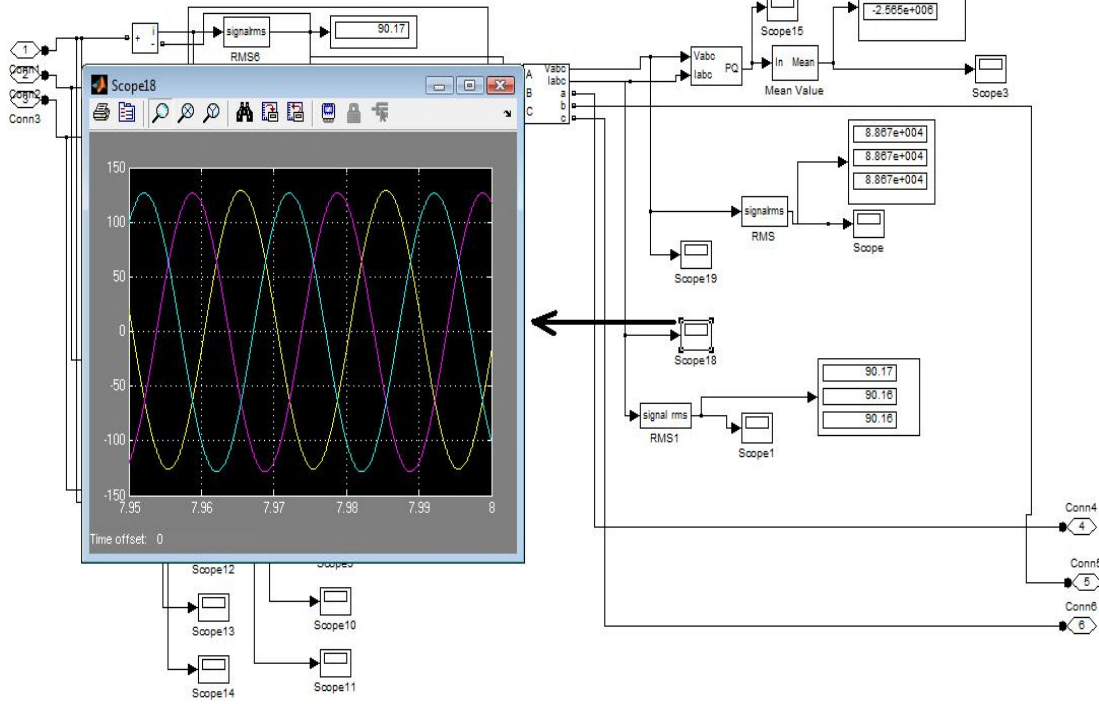 -2.565e+006
Scope15
1
+
-
i
signalrms
90.17
RMS6
Conn1
2
Conn2
3
Conn3
Vabc
Iabc
PQ
In Mean
Mean Value
Scope3
Scope18
A
B
C
Vabc
Iabc
a
b
c
8.867e+004
8.867e+004
8.867e+004
signalrms
RMS
Scope
Scope19
150
100
50
0
-50
-100
-150
7.95
7.96
7.97
7.98
7.99
8
Time offset: 0
Scope18
90.17
90.16
90.16
signal rms
RMS1
Scope1
Conn4
4
Conn5
5
Conn6
6
Scope12
Scope13
Scope10
Scope14
Scope11